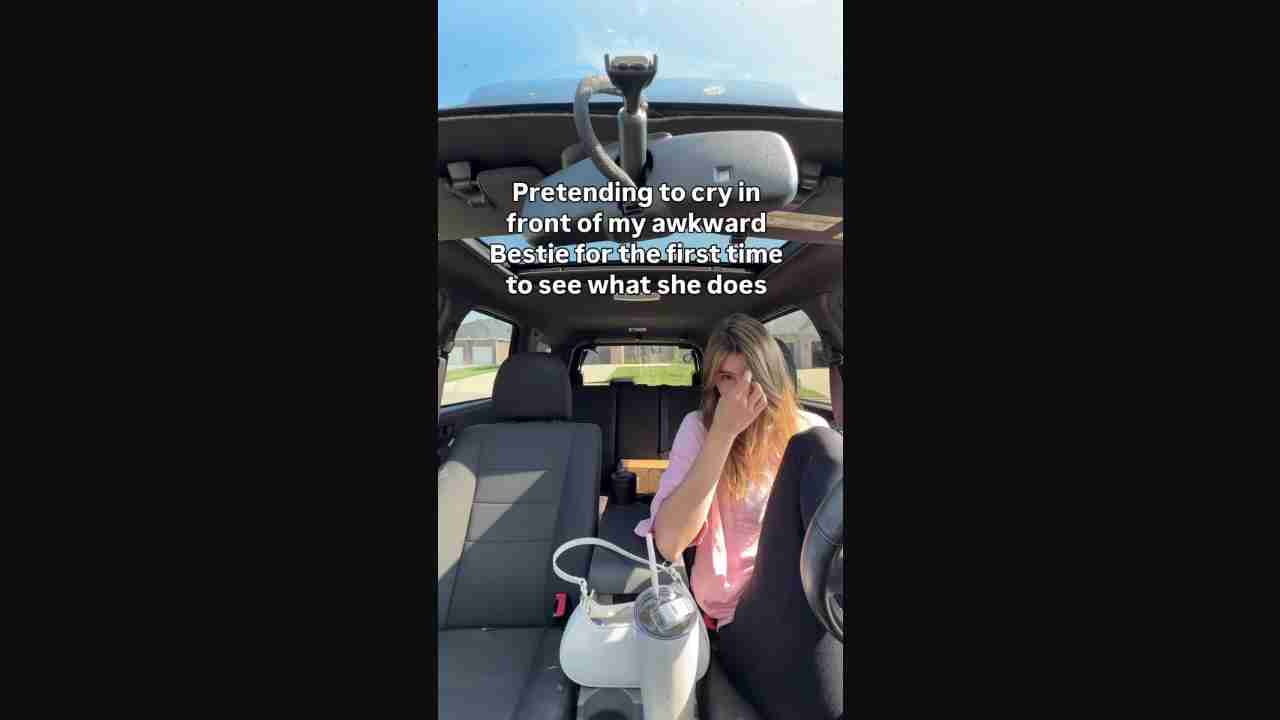 Pretending to cry in
front of my awkward
Bestie for the first time
to see what she does